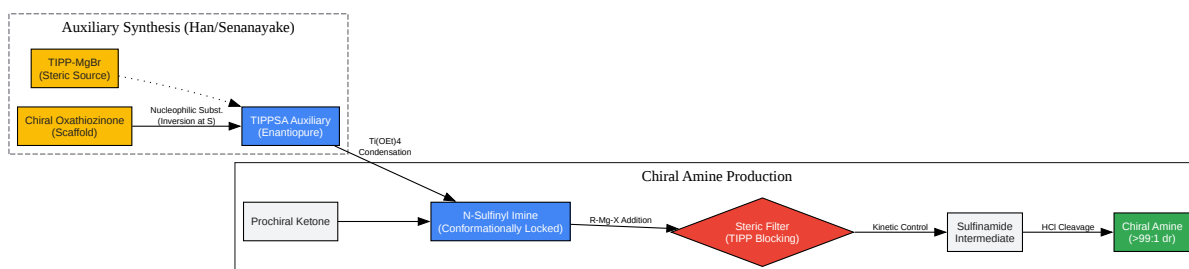 Auxiliary Synthesis (Han/Senanayake)
TIPP-MgBr
(Steric Source)
Chiral Oxathiozinone
(Scaffold)
Nucleophilic Subst.
(Inversion at S)
TIPPSA Auxiliary
(Enantiopure)
Ti(OEt)4
Condensation
Chiral Amine Production
Prochiral Ketone
N-Sulfinyl Imine
(Conformationally Locked)
R-Mg-X Addition
Steric Filter
(TIPP Blocking)
Kinetic Control
Sulfinamide
Intermediate
HCl Cleavage
Chiral Amine
(>99:1 dr)